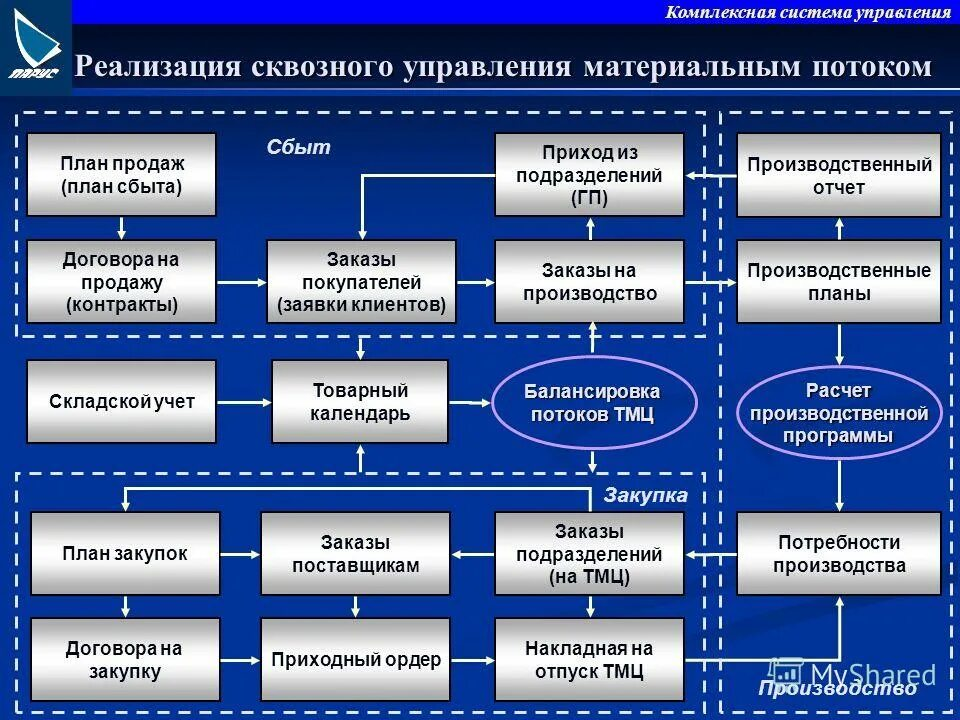 Комплексная система управления
ПАРУС
Реализация сквозного управления материальным потоком
Сбыт
План продаж
(план сбыта)
Приход из
подразделений
(ГП)
Производственный
отчет
Договора на
продажу
(контракты)
Заказы
покупателей
(заявки клиентов)
Заказы на
производство
Производственные
планы
Складской учет
Товарный
календарь
Балансировка
потоков ТМЦ
Расчет
производственной
программы
Закупка
План закупок
Заказы
поставщикам
Заказы
подразделений
(на ТМЦ)
Потребности
производства
Договора на
закупку
Приходный ордер
Накладная на
отпуск ТМЦ
Производство
MyShared